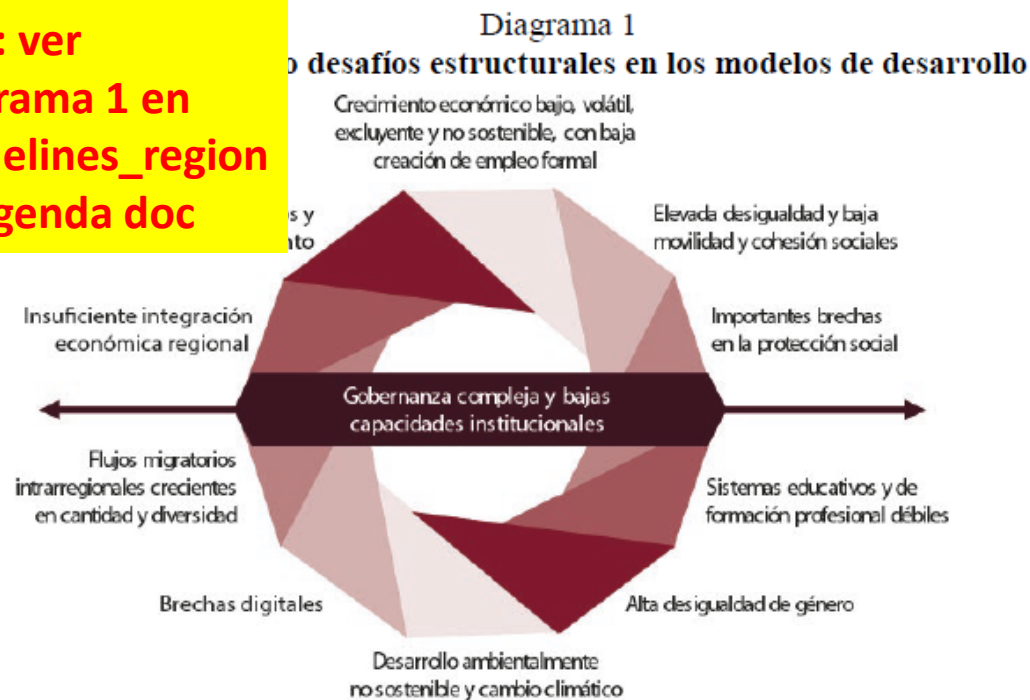 : ver
rama 1 en
elines_region
genda doc
Diagrama 1
o desafíos estructurales en los modelos de desarrollo
Crecimiento económico bajo, volátil,
excluyente y no sostenible, con baja
creación de empleo formal
s y
nto
Elevada desigualdad y baja
movilidad y cohesión sociales
Insuficiente integración
económica regional
Importantes brechas
en la protección social
Gobernanza compleja y bajas
capacidades institucionales
Flujos migratorios
intrarregionales crecientes
en cantidad y diversidad
Sistemas educativos y de
formación profesional débiles
Brechas digitales
Alta desigualdad de género
Desarrollo ambientalmente
no sostenible y cambio climático